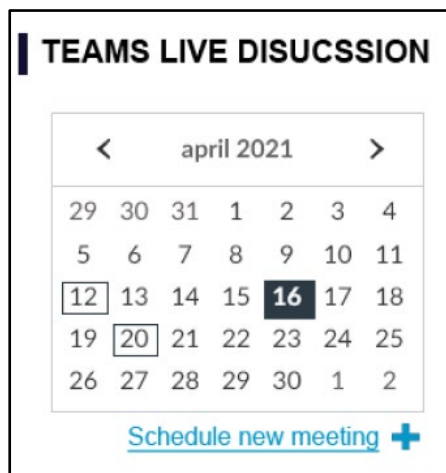 TEAMS LIVE DISUCSSION
< april 2021 >
29 30 31 1 2 3 4
5 6 7 8 9 10 11
12 13 14 15 16 17 18
19 20 21 22 23 24 25
26 27 28 29 30 1 2
Schedule new meeting +